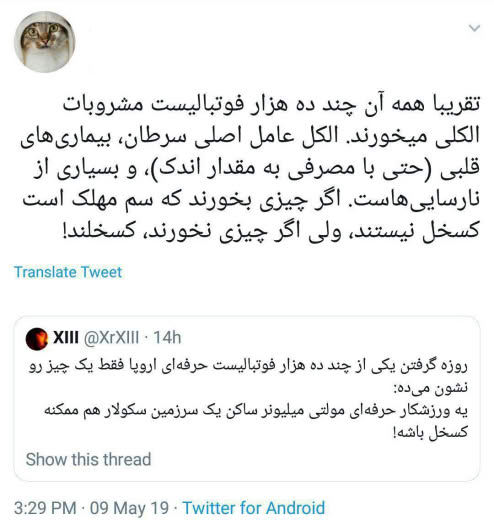 تقریبا همه آن چند ده هزار فوتبالیست مشروبات
الکلی میخورند. الکل عامل اصلی سرطان، بیماری‌های
قلبی (حتی با مصرفی به مقدار اندک)، و بسیاری از
نارسایی‌هاست. اگر چیزی بخورند که سم مهلک است
کسخل نیستند، ولی اگر چیزی نخورند، کسخلند!
Translate Tweet
XIII @XrXIII · 14h
روزه گرفتن یکی از چند ده هزار فوتبالیست حرفه‌ای اروپا فقط یک چیز رو
نشون می‌ده:
یه ورزشکار حرفه‌ای مولتی میلیونر ساکن یک سرزمین سکولار هم ممکنه
کسخل باشه!
Show this thread
3:29 PM · 09 May 19 · Twitter for Android